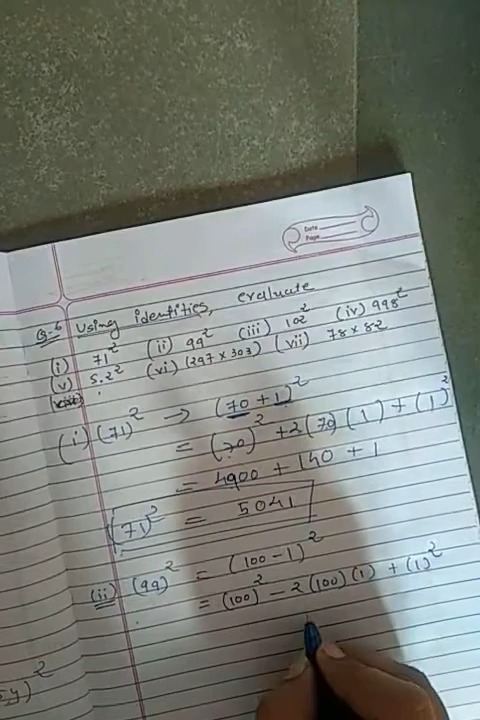 Date
Page
Q-6 Using identities, evaluate
(i) 71² (ii) 99² (iii) 102² (iv) 998²
(v) 5.2² (vi) (297 x 303) (vii) 78 x 82
(i) (71)² → (70 + 1)²
= (70)² + 2(70)(1) + (1)²
= 4900 + 140 + 1
(71)² = 5041
(ii) (99)² = (100 - 1)²
= (100)² - 2(100)(1) + (1)²
5y)²